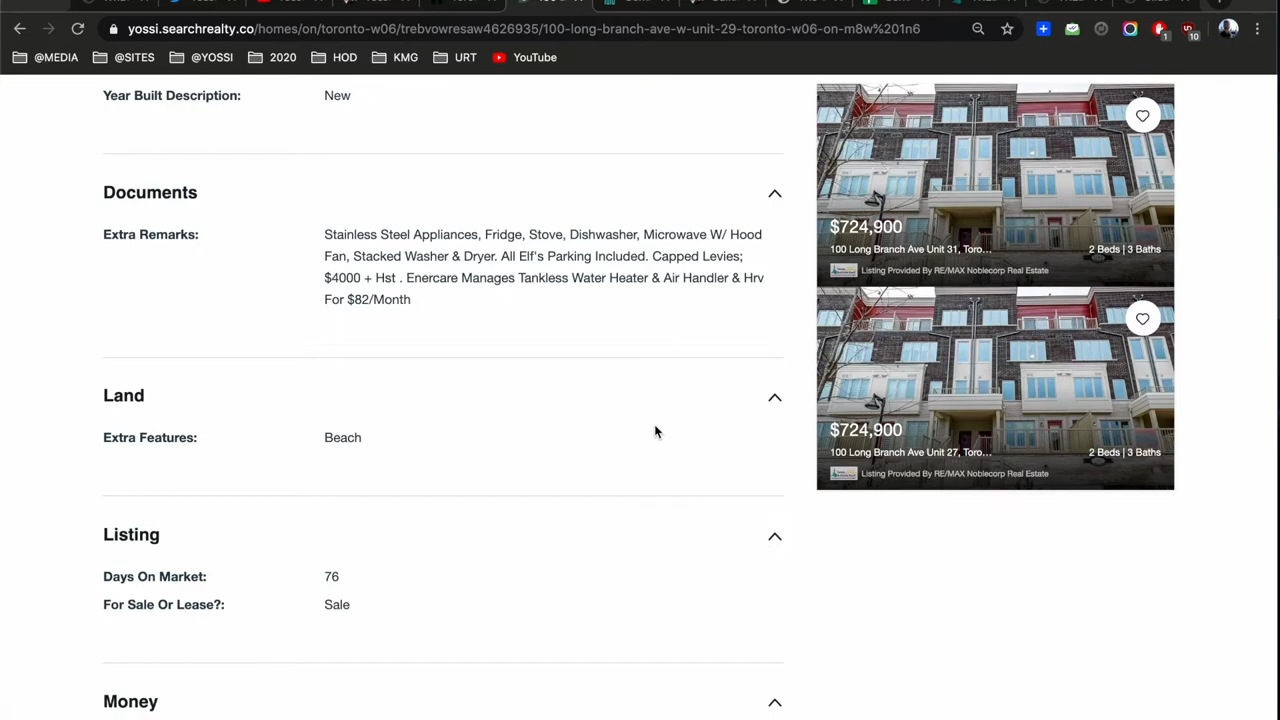 yossi.searchrealty.co/homes/on/toronto-w06/trebowresaw4626935/100-long-branch-ave-w-unit-29-toronto-w06-on-m8w%201n6
@MEDIA @SITES @YOSSI 2020 HOD KMG URT YouTube
Year Built Description: New
Documents
Extra Remarks: Stainless Steel Appliances, Fridge, Stove, Dishwasher, Microwave W/ Hood
Fan, Stacked Washer & Dryer. All Elf's Parking Included. Capped Levies;
$4000 + Hst . Enercare Manages Tankless Water Heater & Air Handler & Hrv
For $82/Month
Land
Extra Features: Beach
Listing
Days On Market: 76
For Sale Or Lease?: Sale
Money
$724,900
100 Long Branch Ave Unit 31, Toro... 2 Beds | 3 Baths
Listing Provided By RE/MAX Noblecorp Real Estate
$724,900
100 Long Branch Ave Unit 27, Toro... 2 Beds | 3 Baths
Listing Provided By RE/MAX Noblecorp Real Estate